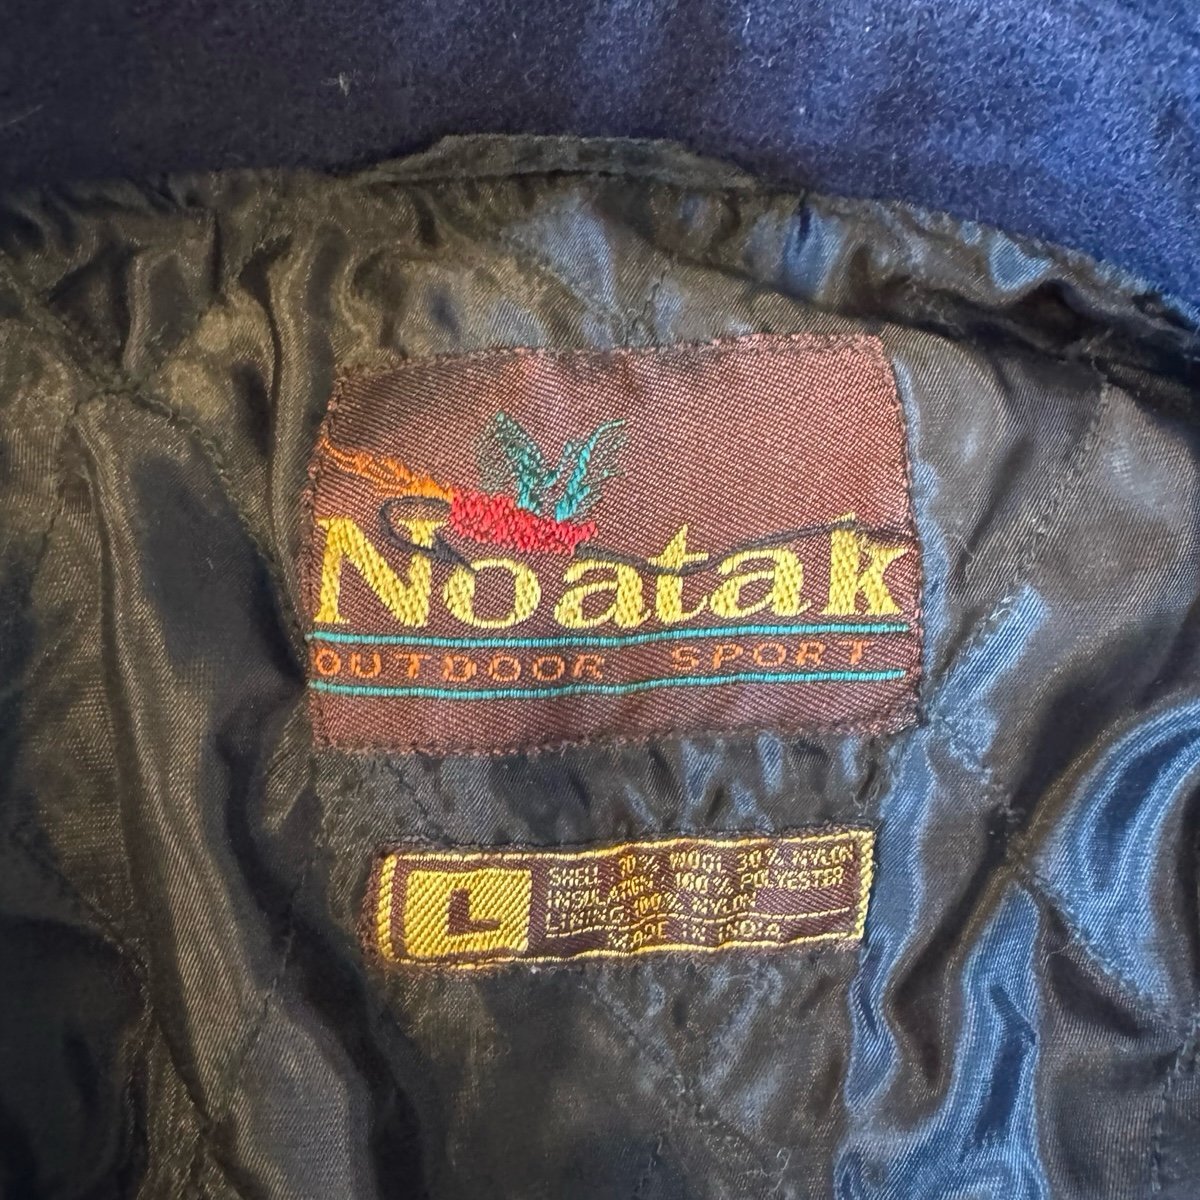 Noatak
OUTDOOR SPORT
L
SHELL 70% WOOL 30% NYLON
INSULATION 100% POLYESTER
LINING 100% NYLON
MADE IN INDIA